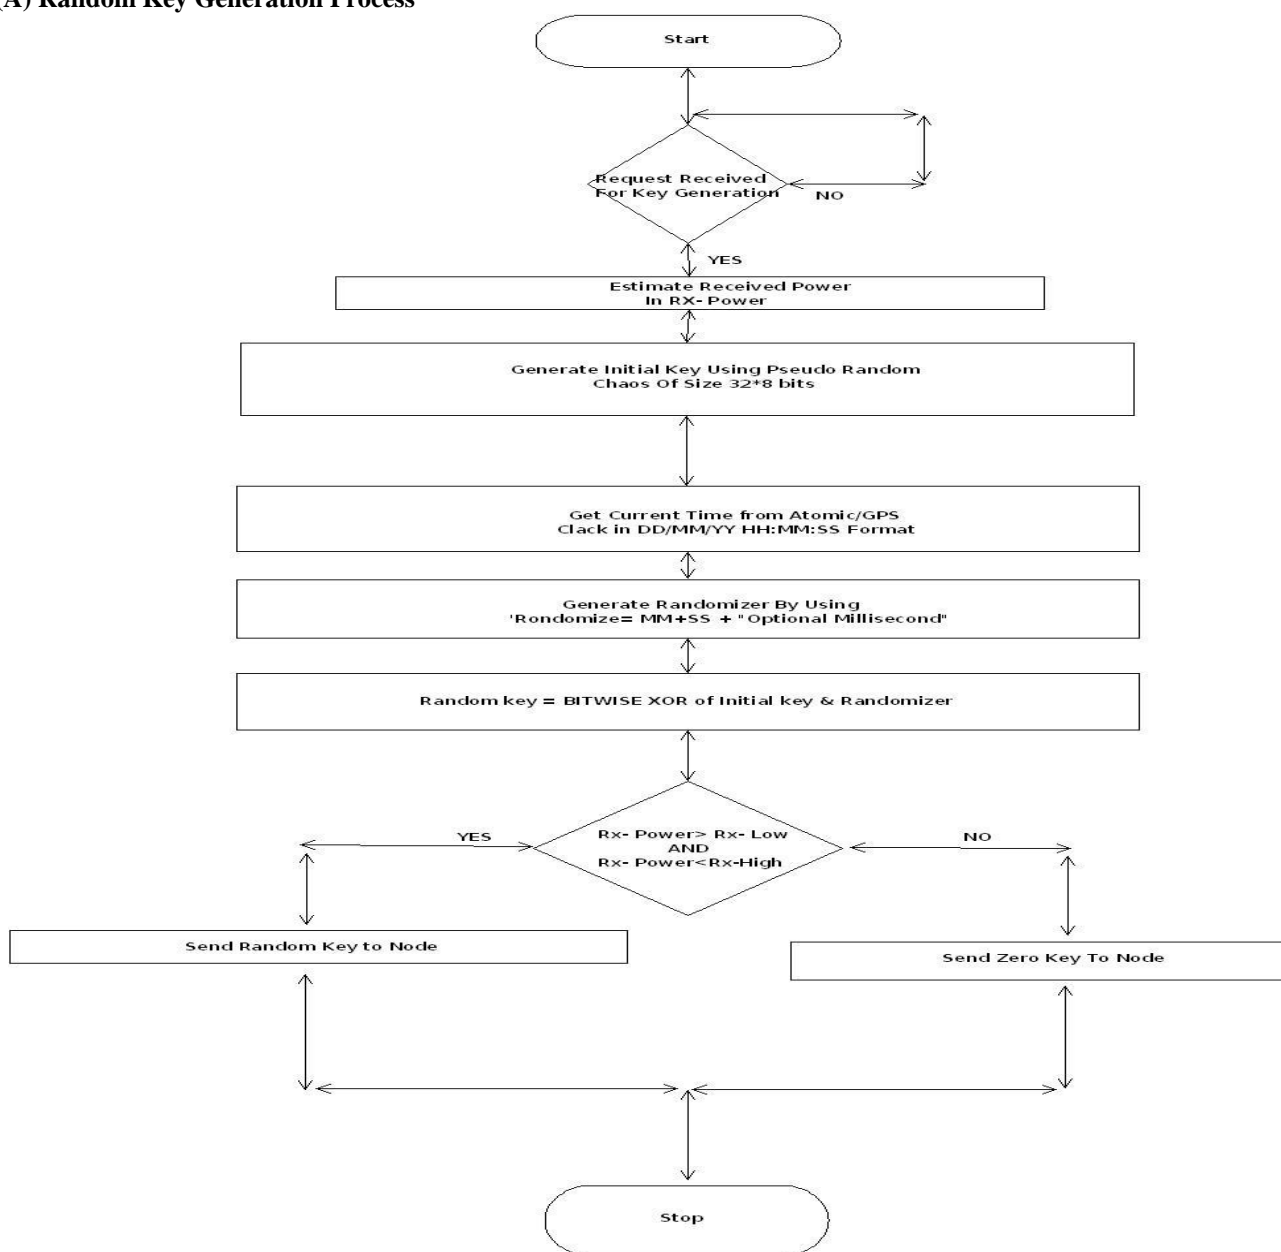 (A) Random Key Generation Process
Start
Request Received
For Key Generation
NO
YES
Estimate Received Power
In RX- Power
Generate Initial Key Using Pseudo Random
Chaos Of Size 32*8 bits
Get Current Time from Atomic/GPS
Clack in DD/MM/YY HH:MM:SS Format
Generate Randomizer By Using
'Rondomize= MM+SS + "Optional Millisecond"
Random key = BITWISE XOR of Initial key & Randomizer
YES
Rx- Power> Rx- Low
AND
Rx- Power<Rx-High
NO
Send Random Key to Node
Send Zero Key To Node
Stop